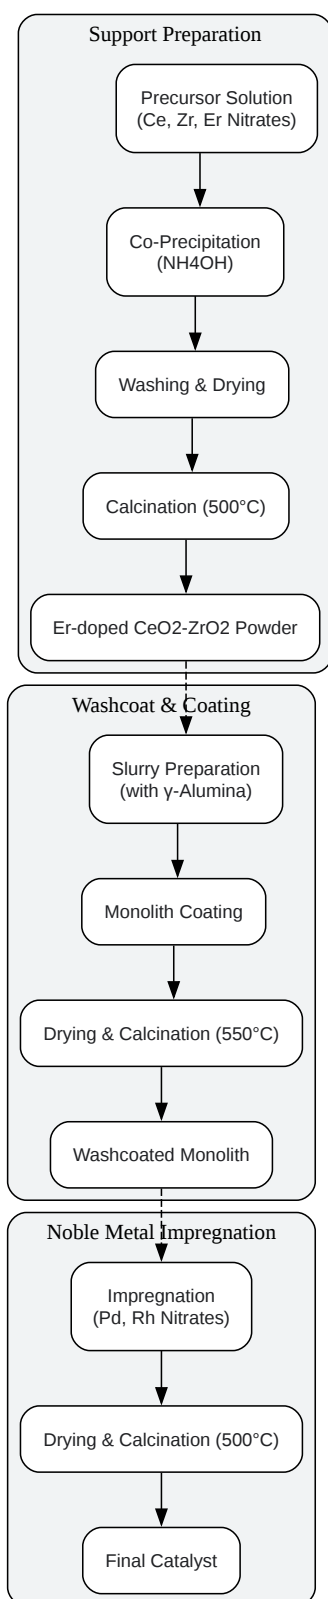 Support Preparation
Precursor Solution
(Ce, Zr, Er Nitrates)
Co-Precipitation
(NH4OH)
Washing & Drying
Calcination (500°C)
Er-doped CeO2-ZrO2 Powder
Washcoat & Coating
Slurry Preparation
(with γ-Alumina)
Monolith Coating
Drying & Calcination (550°C)
Washcoated Monolith
Noble Metal Impregnation
Impregnation
(Pd, Rh Nitrates)
Drying & Calcination (500°C)
Final Catalyst